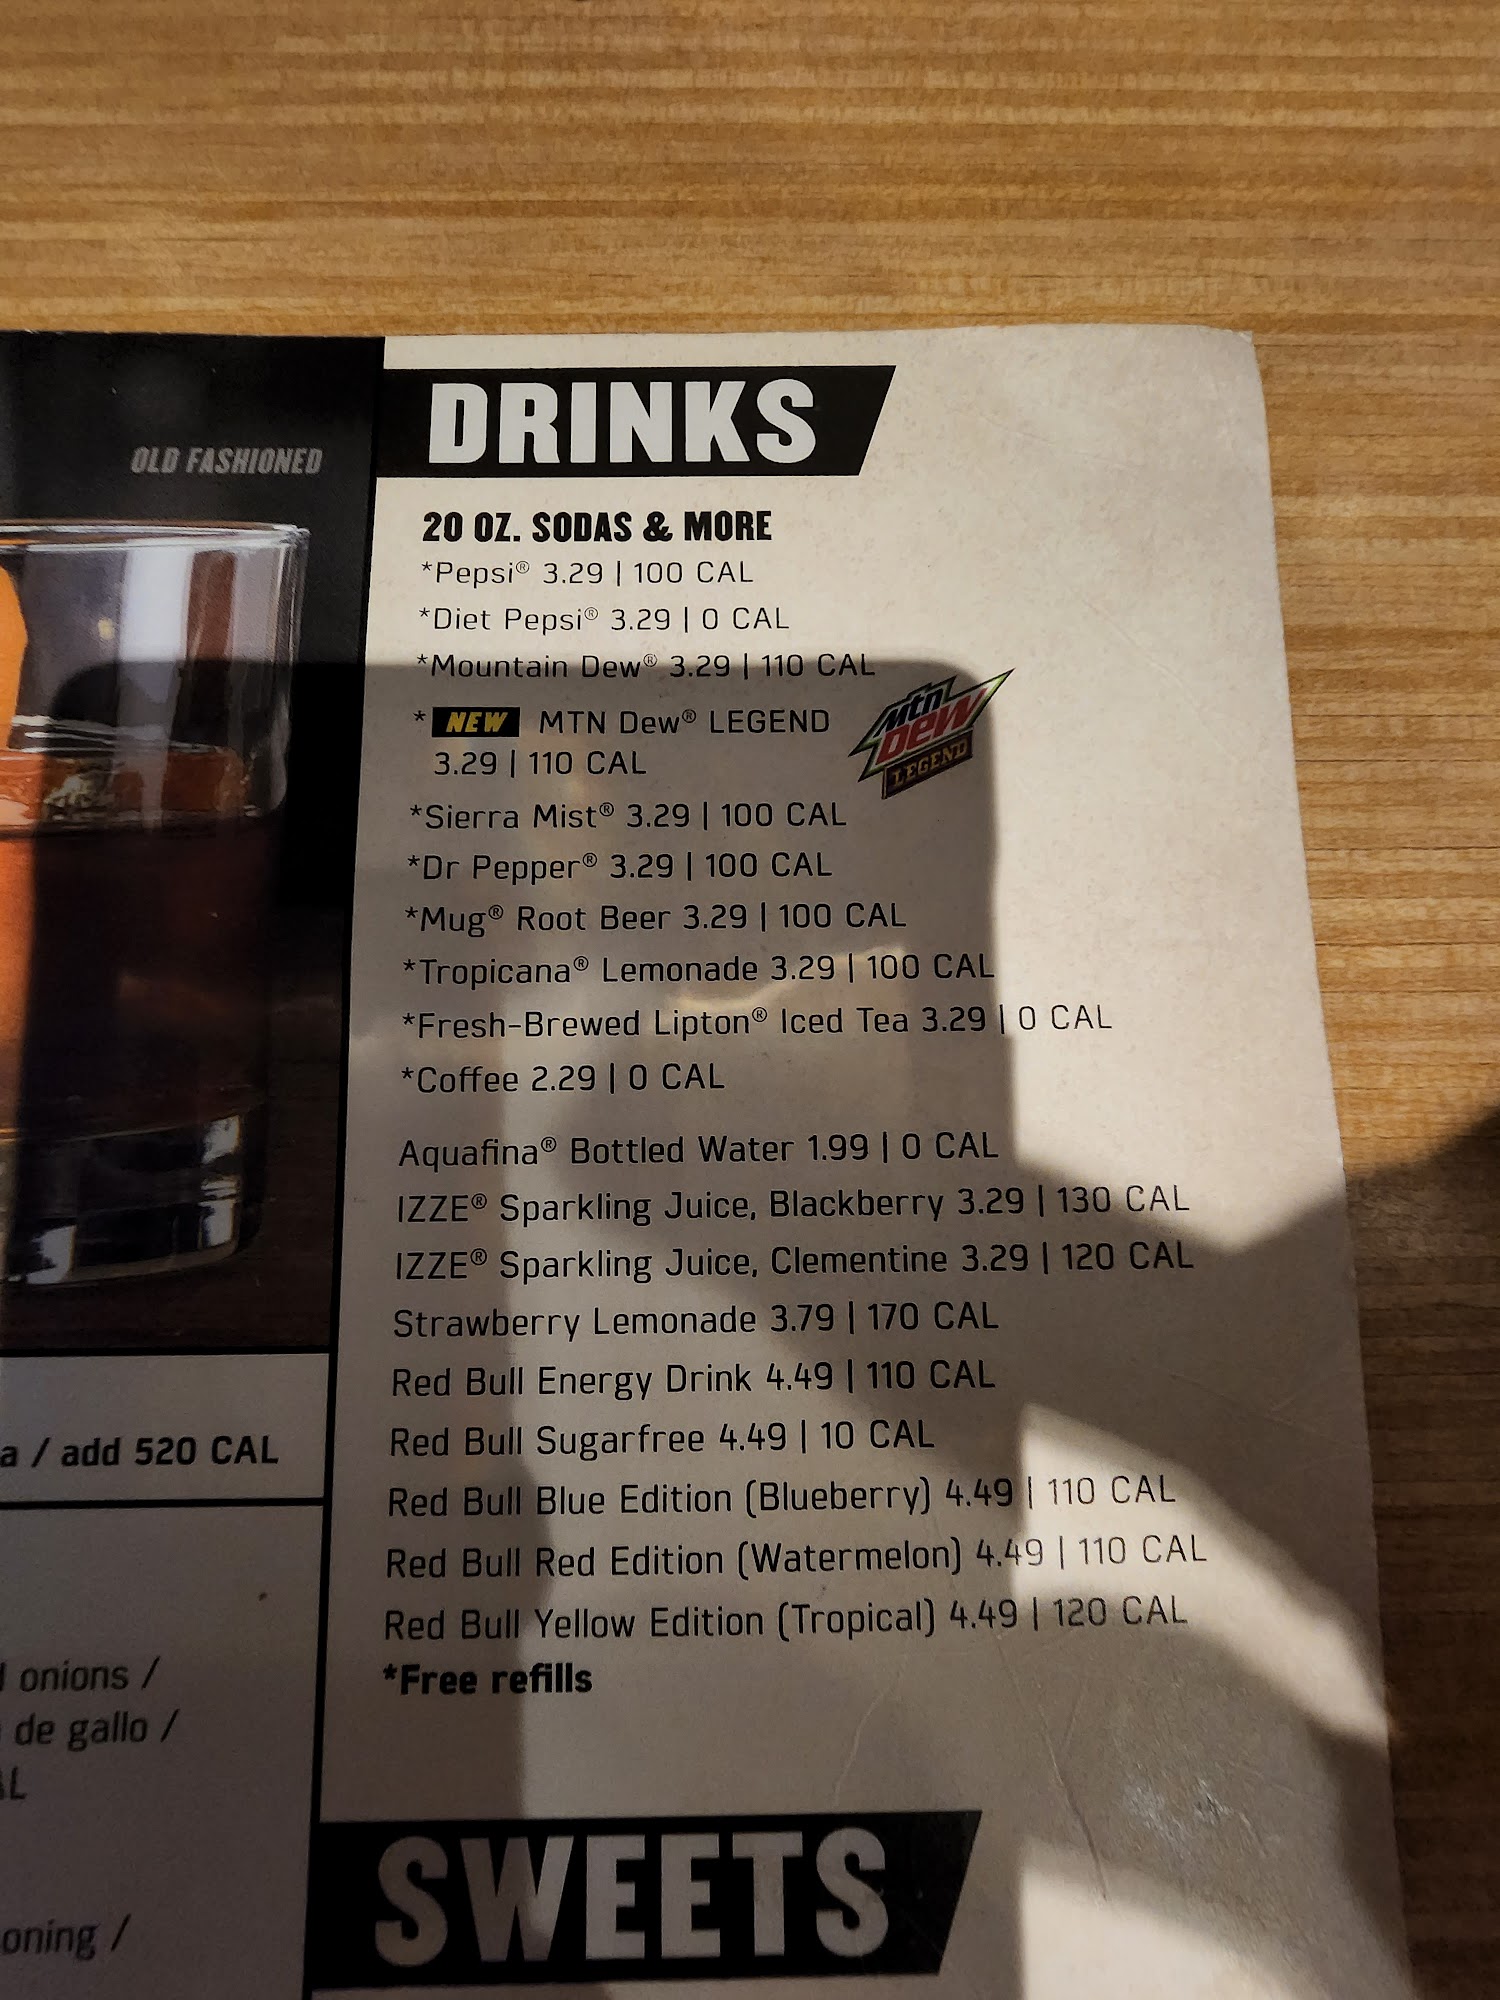 OLD FASHIONED
DRINKS
20 OZ. SODAS & MORE
*Pepsi® 3.29 | 100 CAL
*Diet Pepsi® 3.29 | 0 CAL
*Mountain Dew® 3.29 | 110 CAL
* NEW MTN Dew® LEGEND
3.29 | 110 CAL
mtn
DEW
LEGEND
*Sierra Mist® 3.29 | 100 CAL
*Dr Pepper® 3.29 | 100 CAL
*Mug® Root Beer 3.29 | 100 CAL
*Tropicana® Lemonade 3.29 | 100 CAL
*Fresh-Brewed Lipton® Iced Tea 3.29 | 0 CAL
*Coffee 2.29 | 0 CAL
Aquafina® Bottled Water 1.99 | 0 CAL
IZZE® Sparkling Juice, Blackberry 3.29 | 130 CAL
IZZE® Sparkling Juice, Clementine 3.29 | 120 CAL
Strawberry Lemonade 3.79 | 170 CAL
Red Bull Energy Drink 4.49 | 110 CAL
Red Bull Sugarfree 4.49 | 10 CAL
Red Bull Blue Edition (Blueberry) 4.49 | 110 CAL
Red Bull Red Edition (Watermelon) 4.49 | 110 CAL
Red Bull Yellow Edition (Tropical) 4.49 | 120 CAL
*Free refills
SWEETS
/ add 520 CAL
onions /
de gallo /